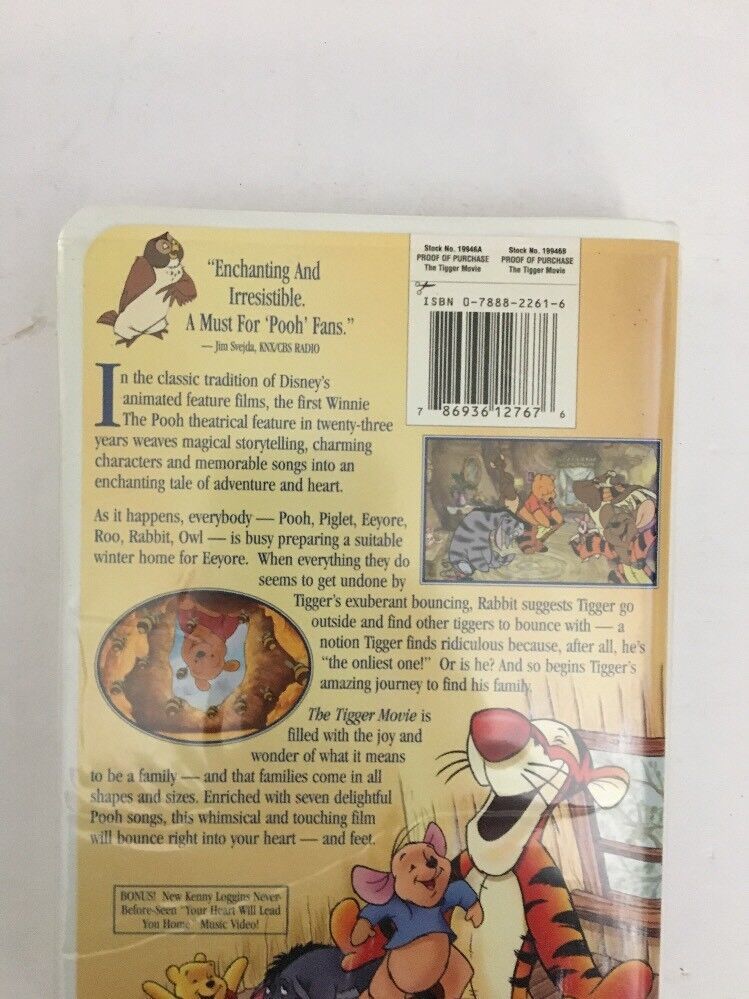 "Enchanting And
Irresistible.
A Must For 'Pooh' Fans."
— Jim Svejda, KNX/CBS RADIO
Stock No. 19946A
PROOF OF PURCHASE
The Tigger Movie
Stock No. 19946B
PROOF OF PURCHASE
The Tigger Movie
ISBN 0-7888-2261-6
7 86936 12767 6
In the classic tradition of Disney's
animated feature films, the first Winnie
The Pooh theatrical feature in twenty-three
years weaves magical storytelling, charming
characters and memorable songs into an
enchanting tale of adventure and heart.
As it happens, everybody — Pooh, Piglet, Eeyore,
Roo, Rabbit, Owl — is busy preparing a suitable
winter home for Eeyore. When everything they do
seems to get undone by
Tigger's exuberant bouncing, Rabbit suggests Tigger go
outside and find other tiggers to bounce with — a
notion Tigger finds ridiculous because, after all, he's
"the onliest one!" Or is he? And so begins Tigger's
amazing journey to find his family.
The Tigger Movie is
filled with the joy and
wonder of what it means
to be a family — and that families come in all
shapes and sizes. Enriched with seven delightful
Pooh songs, this whimsical and touching film
will bounce right into your heart — and feet.
BONUS! New Kenny Loggins Never-
Before-Seen "Your Heart Will Lead
You Home" Music Video!